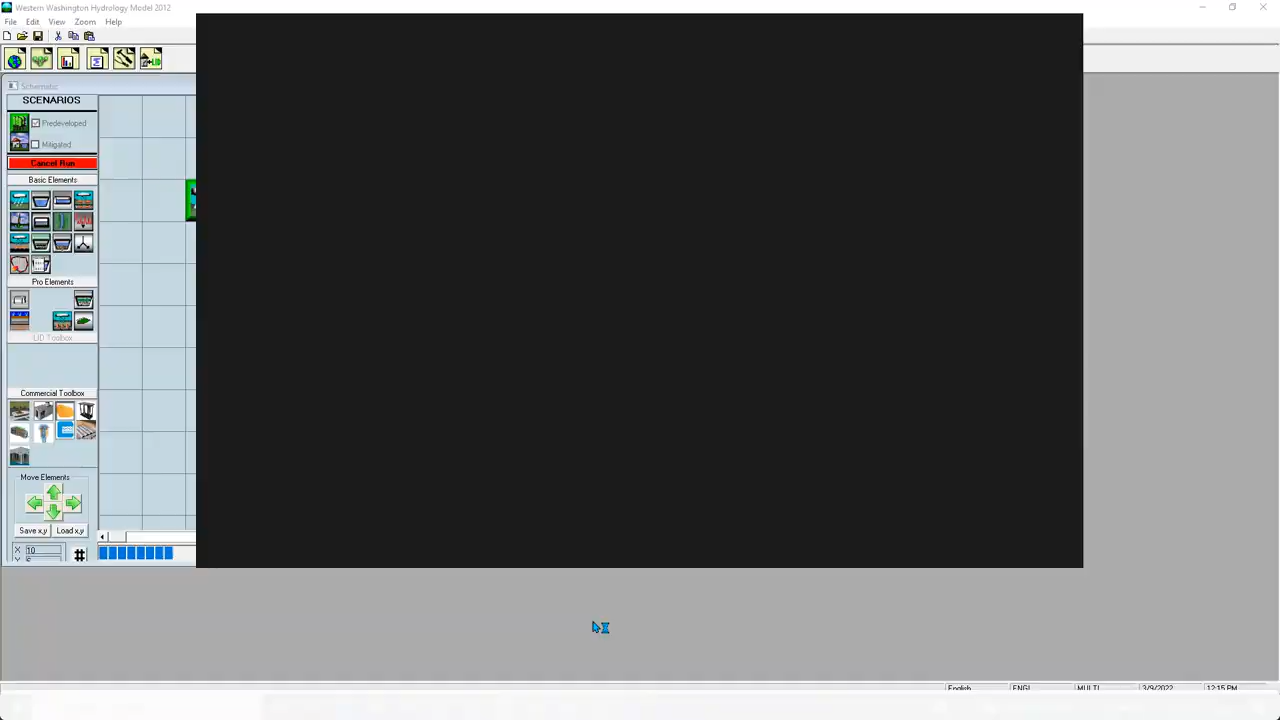 Western Washington Hydrology Model 2012
File Edit View Zoom Help
Schematic
SCENARIOS
Predeveloped
Mitigated
Cancel Run
Basic Elements
Pro Elements
LID Toolbox
Commercial Toolbox
Move Elements
Save x,y Load x,y
X 10
Y
English ENGL MULTI 3/9/2022 12:15 PM